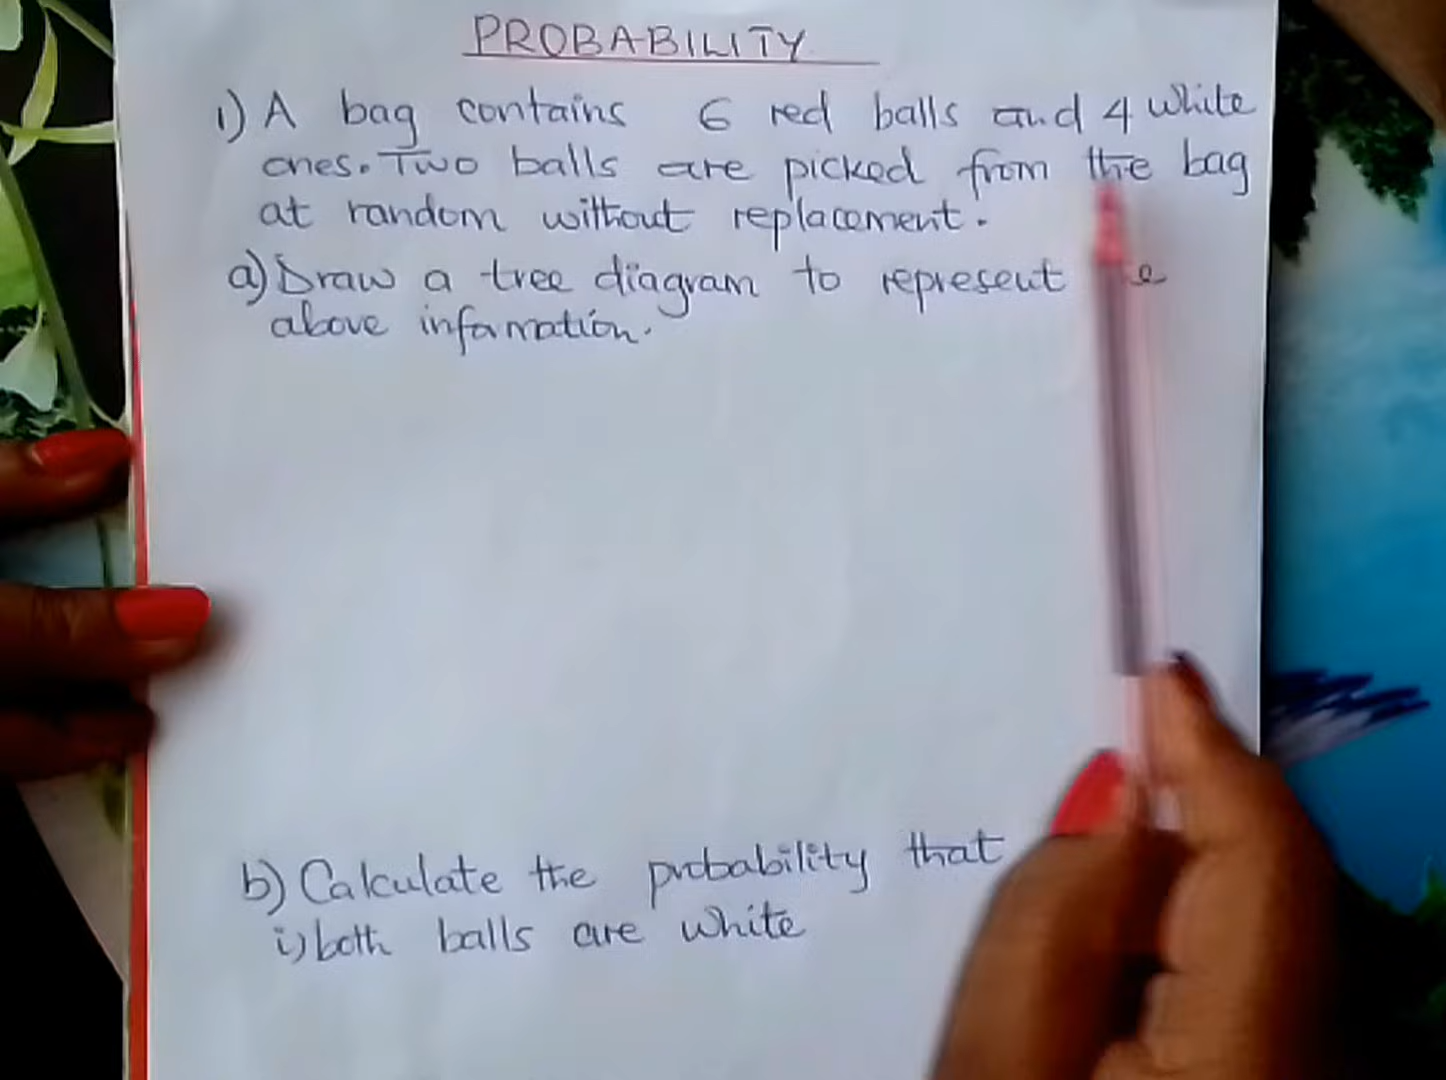 PROBABILITY
1) A bag contains 6 red balls and 4 white
ones. Two balls are picked from the bag
at random without replacement.
a) Draw a tree diagram to represent
above information.
b) Calculate the probability that
i) both balls are white